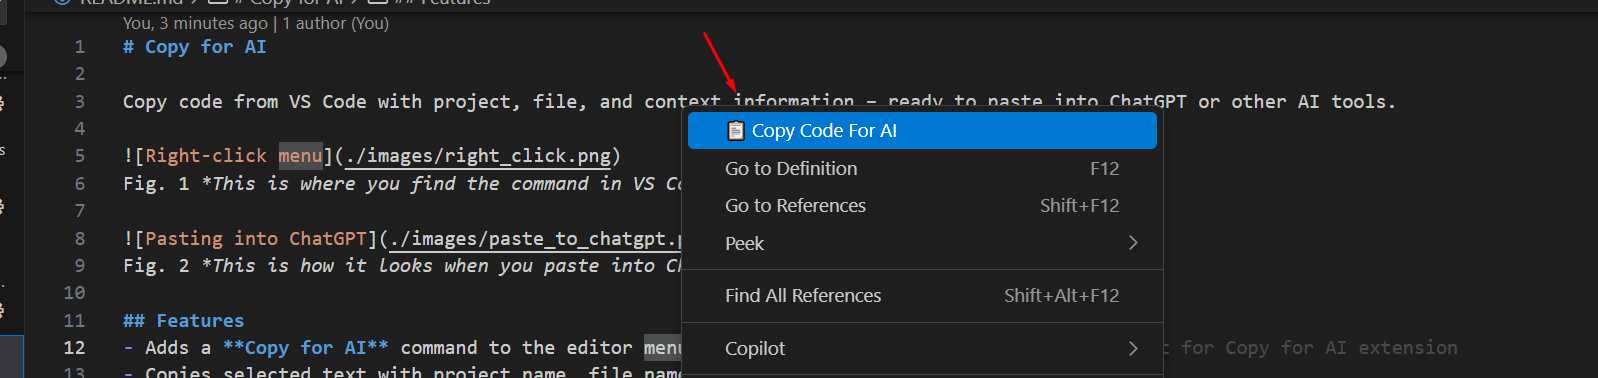 README.md > # Copy for AI > ## Features
You, 3 minutes ago | 1 author (You)
1 # Copy for AI
2
3 Copy code from VS Code with project, file, and context information – ready to paste into ChatGPT or other AI tools.
4
5 ![Right-click menu](./images/right_click.png)
6 Fig. 1 *This is where you find the command in VS Co
7
8 ![Pasting into ChatGPT](./images/paste_to_chatgpt.p
9 Fig. 2 *This is how it looks when you paste into Ch
10
11 ## Features
12 - Adds a **Copy for AI** command to the editor menu
for Copy for AI extension
13 - Copies selected text with project name, file name
Copy Code For AI
Go to Definition F12
Go to References Shift+F12
Peek
Find All References Shift+Alt+F12
Copilot